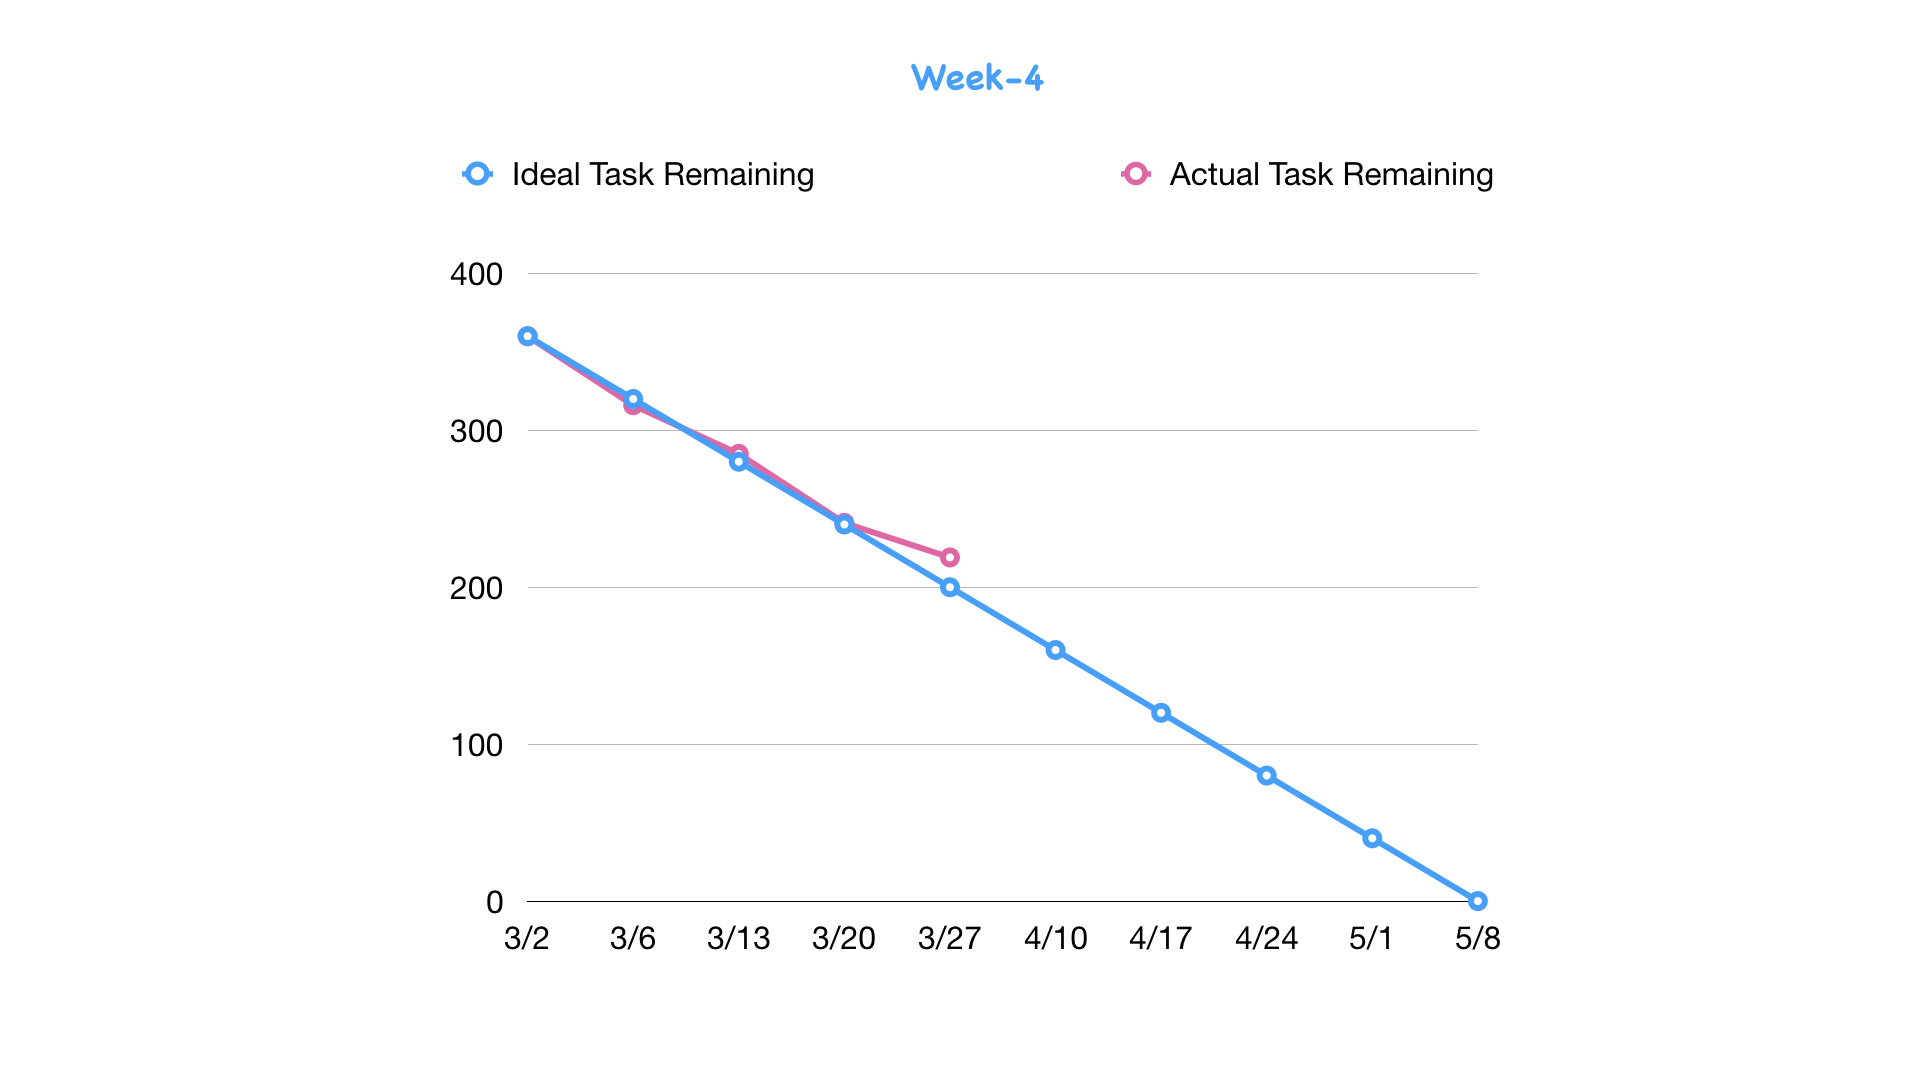 Week-4
Ideal Task Remaining
Actual Task Remaining
400
300
200
100
0
3/2 3/6 3/13 3/20 3/27 4/10 4/17 4/24 5/1 5/8